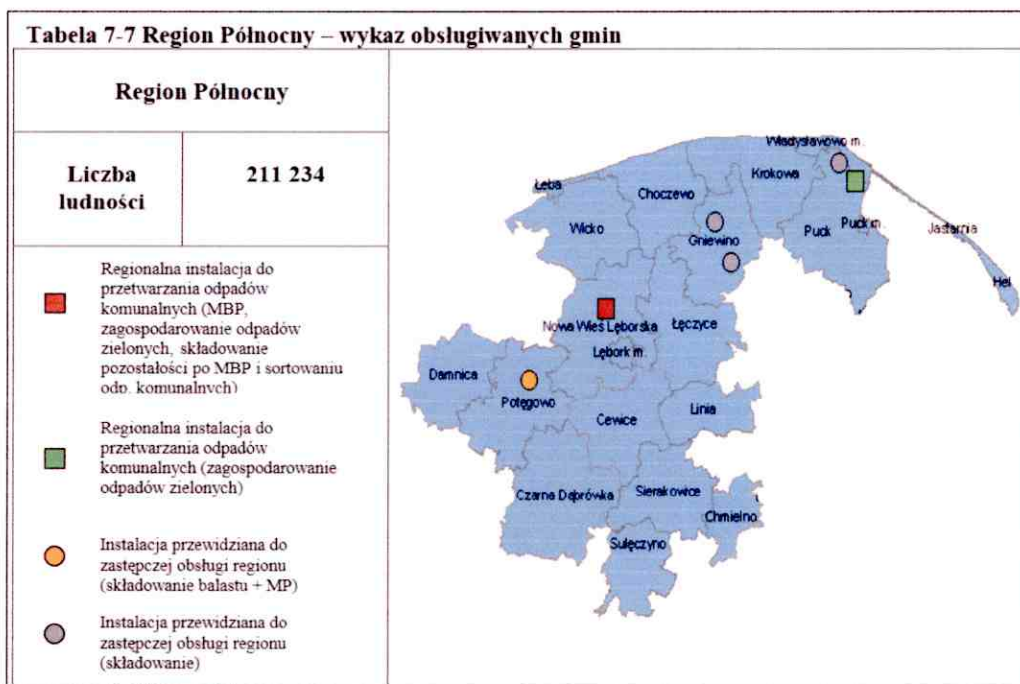 Tabela 7-7 Region Północny – wykaz obsługiwanych gmin
Region Północny
Liczba
ludności
211 234
Regionalna instalacja do
przetwarzania odpadów
komunalnych (MBP,
zagospodarowanie odpadów
zielonych, składowanie
pozostałości po MBP i sortowaniu
odp. komunalnych)
Regionalna instalacja do
przetwarzania odpadów
komunalnych (zagospodarowanie
odpadów zielonych)
Instalacja przewidziana do
zastępczej obsługi regionu
(składowanie balastu + MP)
Instalacja przewidziana do
zastępczej obsługi regionu
(składowanie)
Władysławowo m.
Krokowa
Łeba
Choczewo
Wicko
Gniewino
Puck
Puck m.
Jastarnia
Hel
Nowa Wieś Lęborska
Łęczyce
Lębork m.
Damnica
Potęgowo
Cewice
Linia
Czarna Dąbrówka
Sierakowice
Chmielno
Sulęczyno